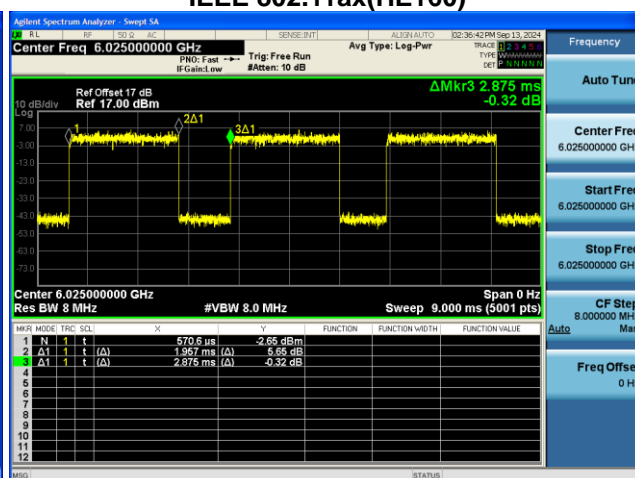 IEEE 802.11ax(HE160)
Agilent Spectrum Analyzer - Swept SA
RL RF 50 Ω AC SENSE:INT ALIGN AUTO 02:36:42 PM Sep 13, 2024
Center Freq 6.025000000 GHz Avg Type: Log-Pwr TRACE 1 2 3 4 5 6
PNO: Fast Trig: Free Run TYPE
IFGain:Low #Atten: 10 dB DET P N N N N N
ΔMkr3 2.875 ms
-0.32 dB
Ref Offset 17 dB
10 dB/div Ref 17.00 dBm
Log
7.00
-3.00
-13.0
-23.0
-33.0
-43.0
-53.0
-63.0
-73.0
1
2Δ1
3Δ1
Center 6.025000000 GHz Span 0 Hz
Res BW 8 MHz #VBW 8.0 MHz Sweep 9.000 ms (5001 pts)
MKR MODE TRC SCL X Y FUNCTION FUNCTION WIDTH FUNCTION VALUE
1 N 1 t 570.6 us -2.65 dBm
2 Δ1 1 t (Δ) 1.957 ms (Δ) 5.65 dB
3 Δ1 1 t (Δ) 2.875 ms (Δ) -0.32 dB
4
5
6
7
8
9
10
11
12
MSG STATUS
Frequency
Auto Tune
Center Freq
6.025000000 GH
Start Freq
6.025000000 GH
Stop Freq
6.025000000 GH
CF Step
8.000000 MH
Auto Man
Freq Offse
0 H